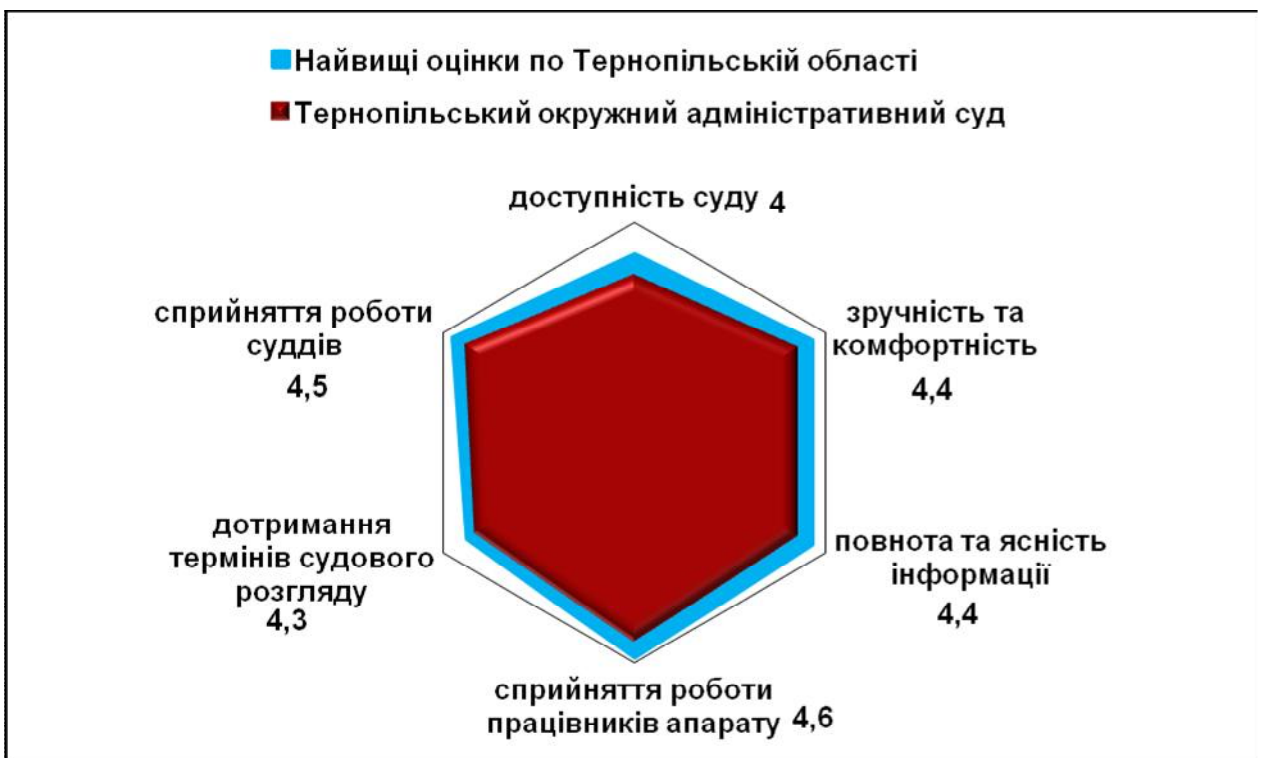 Найвищі оцінки по Тернопільській області
Тернопільський окружний адміністративний суд
доступність суду 4
сприйняття роботи
суддів
4,5
зручність та
комфортність
4,4
дотримання
термінів судового
розгляду
4,3
повнота та ясність
інформації
4,4
сприйняття роботи
працівників апарату 4,6